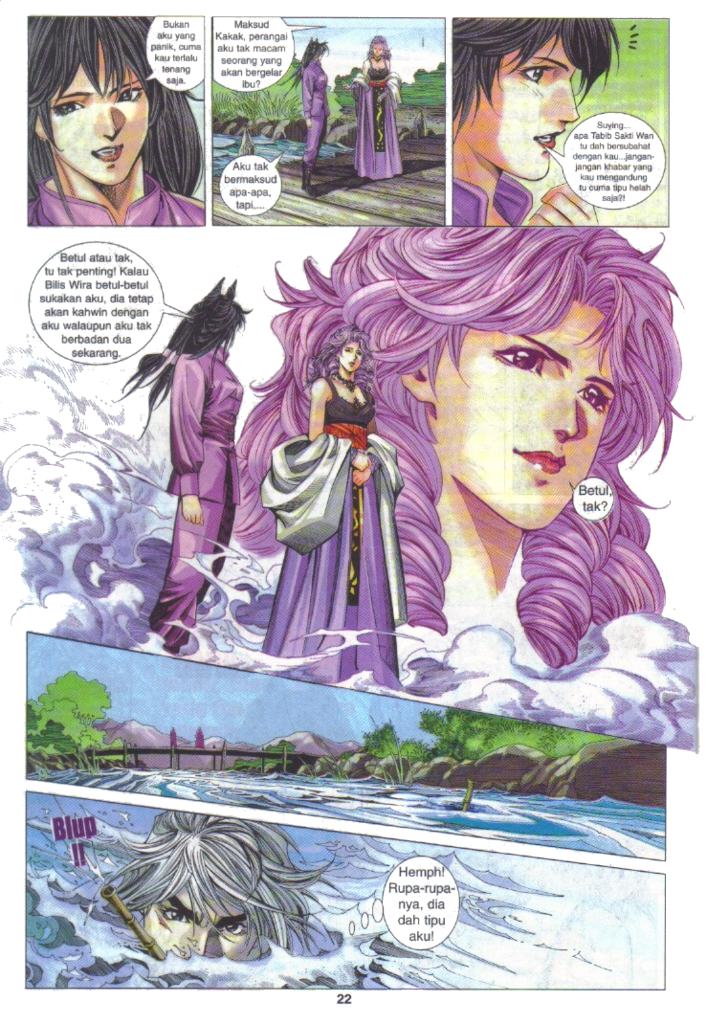 Bukan
aku yang
panik, cuma
kau terlalu
tenang
saja.
Maksud
Kakak, perangai
aku tak macam
seorang yang
akan bergelar
ibu?
Aku tak
bermaksud
apa-apa,
tapi....
Suying...
apa Tabib Sakti Wan
tu dah bersubahat
dengan kau...jangan-
jangan khabar yang
kau mengandung
tu cuma tipu helah
saja?!
Betul atau tak,
tu tak penting! Kalau
Bilis Wira betul-betul
sukakan aku, dia tetap
akan kahwin dengan
aku walaupun aku tak
berbadan dua
sekarang.
Betul,
tak?
Blup
!!
Hemph!
Rupa-rupa-
nya, dia
dah tipu
aku!
22